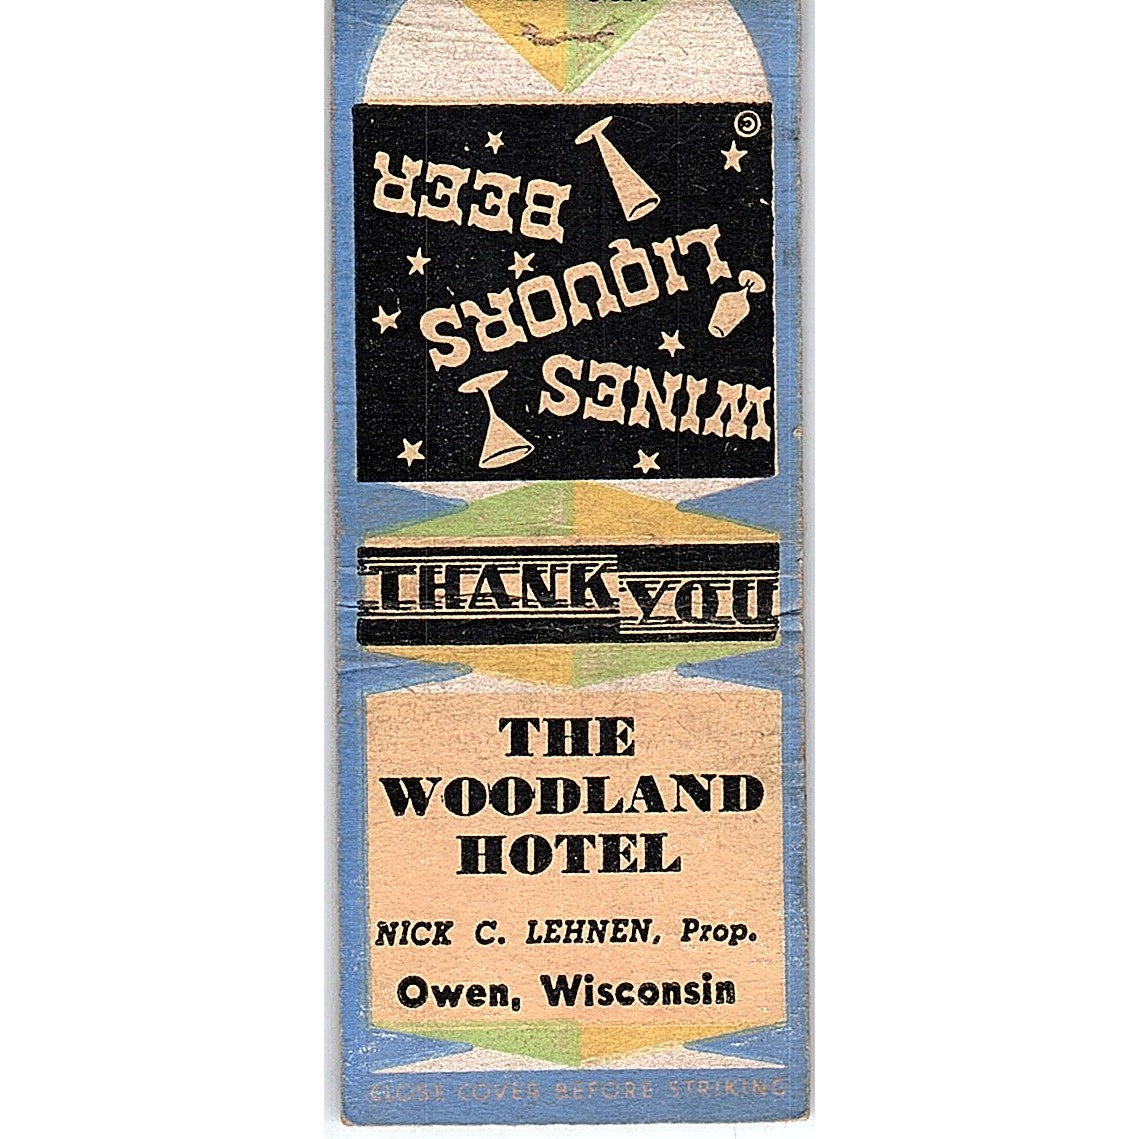 WINES
LIQUORS
BEER
©
THANK YOU
THE
WOODLAND
HOTEL
NICK C. LEHNEN, Prop.
Owen, Wisconsin
CLOSE COVER BEFORE STRIKING